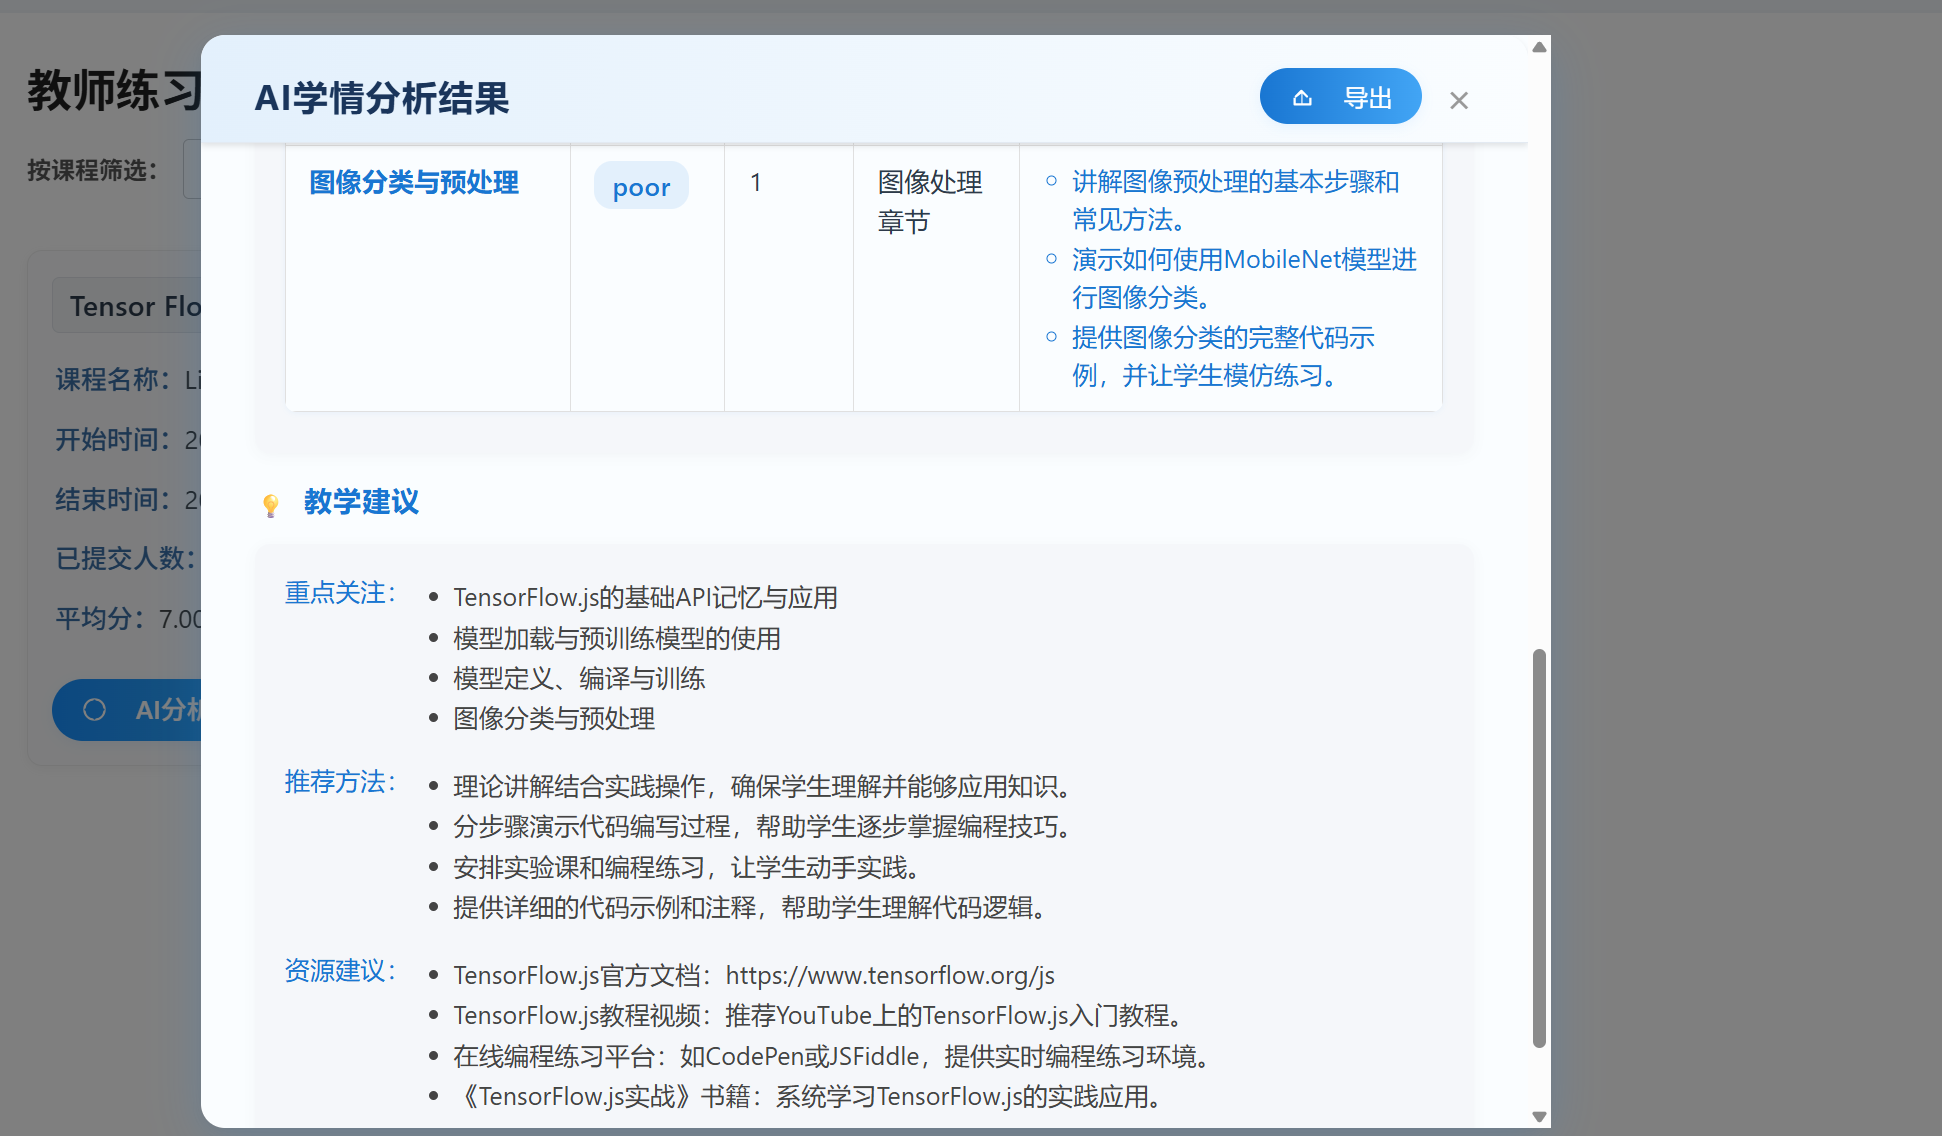 教师练习
按课程筛选：
Tensor Flo
课程名称：Li
开始时间：20
结束时间：20
已提交人数：
平均分：7.00
AI分析
AI学情分析结果
导出
图像分类与预处理
poor
1
图像处理
章节
讲解图像预处理的基本步骤和
常见方法。
演示如何使用MobileNet模型进
行图像分类。
提供图像分类的完整代码示
例，并让学生模仿练习。
教学建议
重点关注：
TensorFlow.js的基础API记忆与应用
模型加载与预训练模型的使用
模型定义、编译与训练
图像分类与预处理
推荐方法：
理论讲解结合实践操作，确保学生理解并能够应用知识。
分步骤演示代码编写过程，帮助学生逐步掌握编程技巧。
安排实验课和编程练习，让学生动手实践。
提供详细的代码示例和注释，帮助学生理解代码逻辑。
资源建议：
TensorFlow.js官方文档：https://www.tensorflow.org/js
TensorFlow.js教程视频：推荐YouTube上的TensorFlow.js入门教程。
在线编程练习平台：如CodePen或JSFiddle，提供实时编程练习环境。
《TensorFlow.js实战》书籍：系统学习TensorFlow.js的实践应用。